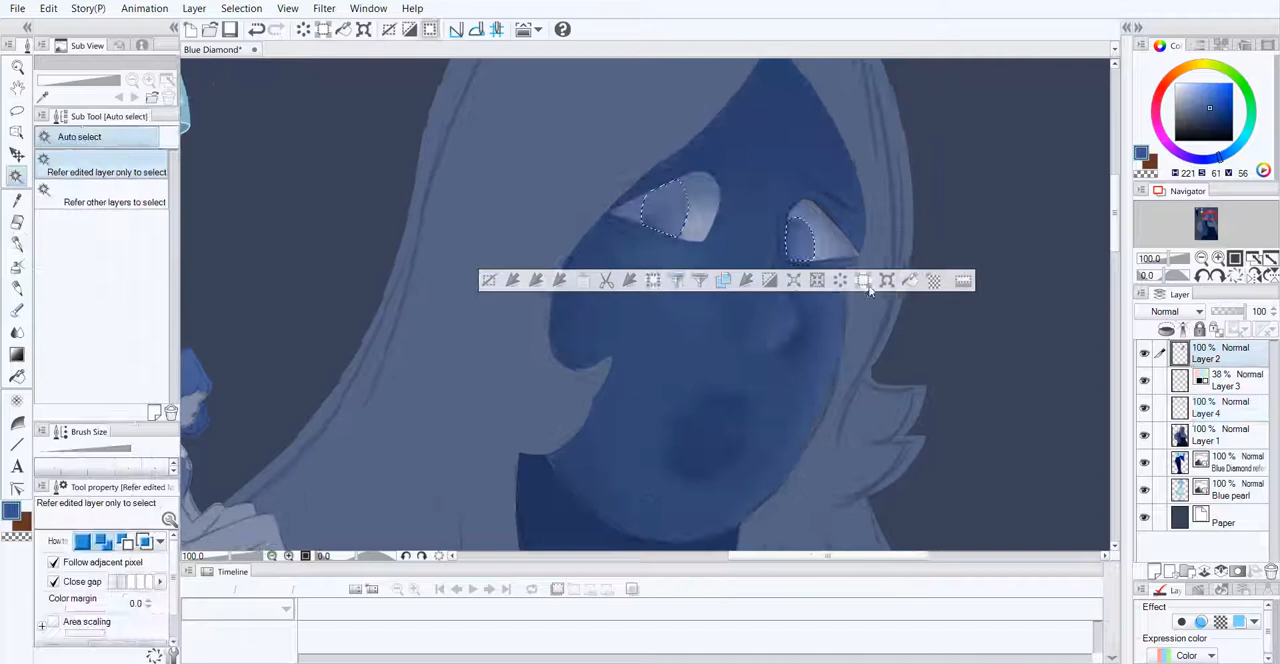 File Edit Story(P) Animation Layer Selection View Filter Window Help
Sub View
Blue Diamond*
Sub Tool [Auto select]
Auto select
Refer edited layer only to select
Refer other layers to select
Brush Size
Tool property [Refer edited
Refer edited layer only to select
How to
Follow adjacent pixel
Close gap
Color margin
0.0
Area scaling
100.0
0.0
Timeline
Col
H 221 S 61 V 56
Navigator
100.0
0.0
Layer
Normal
100
100 % Normal
Layer 2
38 % Normal
Layer 3
100 % Normal
Layer 4
100 % Normal
Layer 1
100 % Normal
Blue Diamond refe
100 % Normal
Blue pearl
Paper
Lay
Effect
Expression color
Color